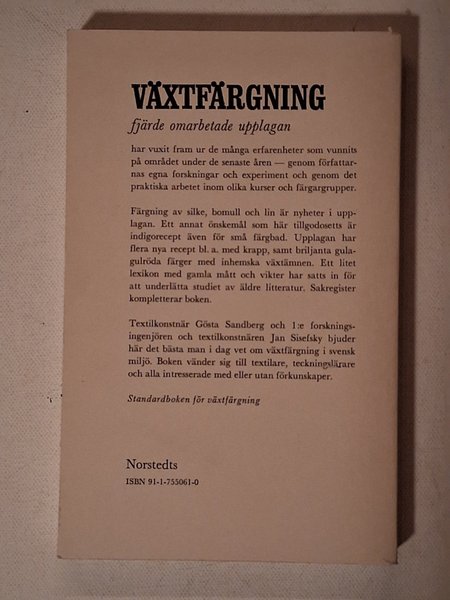 VÄXTFÄRGNING
fjärde omarbetade upplagan
har vuxit fram ur de många erfarenheter som vunnits
på området under de senaste åren — genom författar-
nas egna forskningar och experiment och genom det
praktiska arbetet inom olika kurser och färgargrupper.
Färgning av silke, bomull och lin är nyheter i upp-
lagan. Ett annat önskemål som här tillgodosetts är
indigorecept även för små färgbad. Upplagan har
flera nya recept bl. a. med krapp, samt briljanta gula-
gulröda färger med inhemska växtämnen. Ett litet
lexikon med gamla mått och vikter har satts in för
att underlätta studiet av äldre litteratur. Sakregister
kompletterar boken.
Textilkonstnär Gösta Sandberg och 1:e forsknings-
ingenjören och textilkonstnären Jan Sisefsky bjuder
här det bästa man i dag vet om växtfärgning i svensk
miljö. Boken vänder sig till textilare, teckningslärare
och alla intresserade med eller utan förkunskaper.
Standardboken för växtfärgning
Norstedts
ISBN 91-1-755061-0